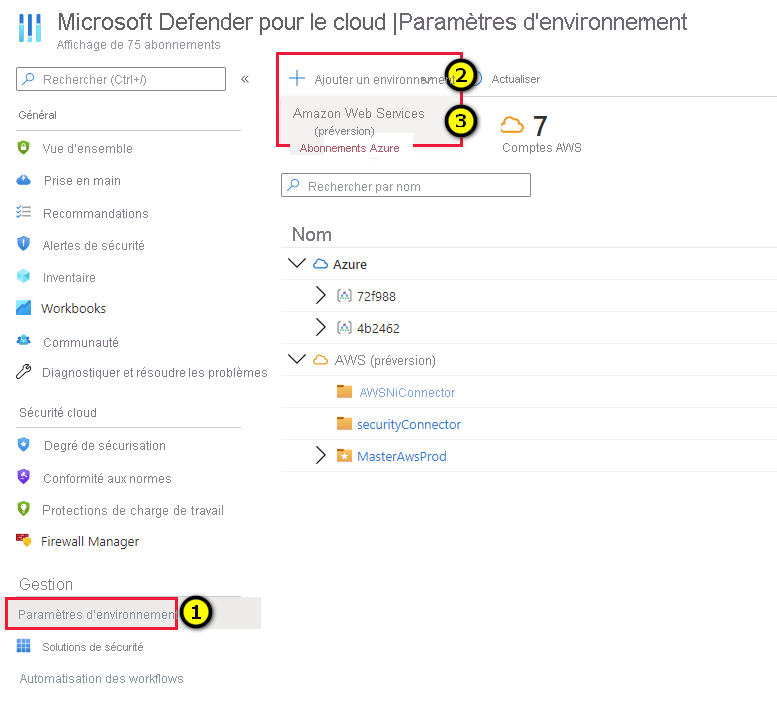 Microsoft Defender pour le cloud |Paramètres d'environnement
Affichage de 75 abonnements
Rechercher (Ctrl+/)
«
Général
Vue d'ensemble
Prise en main
Recommandations
Alertes de sécurité
Inventaire
Workbooks
Communauté
Diagnostiquer et résoudre les problèmes
Sécurité cloud
Degré de sécurisation
Conformité aux normes
Protections de charge de travail
Firewall Manager
Gestion
Paramètres d'environnement
1
Solutions de sécurité
Automatisation des workflows
Ajouter un environnement
2
Actualiser
Amazon Web Services
(préversion)
3
Abonnements Azure
7
Comptes AWS
Rechercher par nom
Nom
Azure
72f988
4b2462
AWS (préversion)
AWSNiConnector
securityConnector
MasterAwsProd